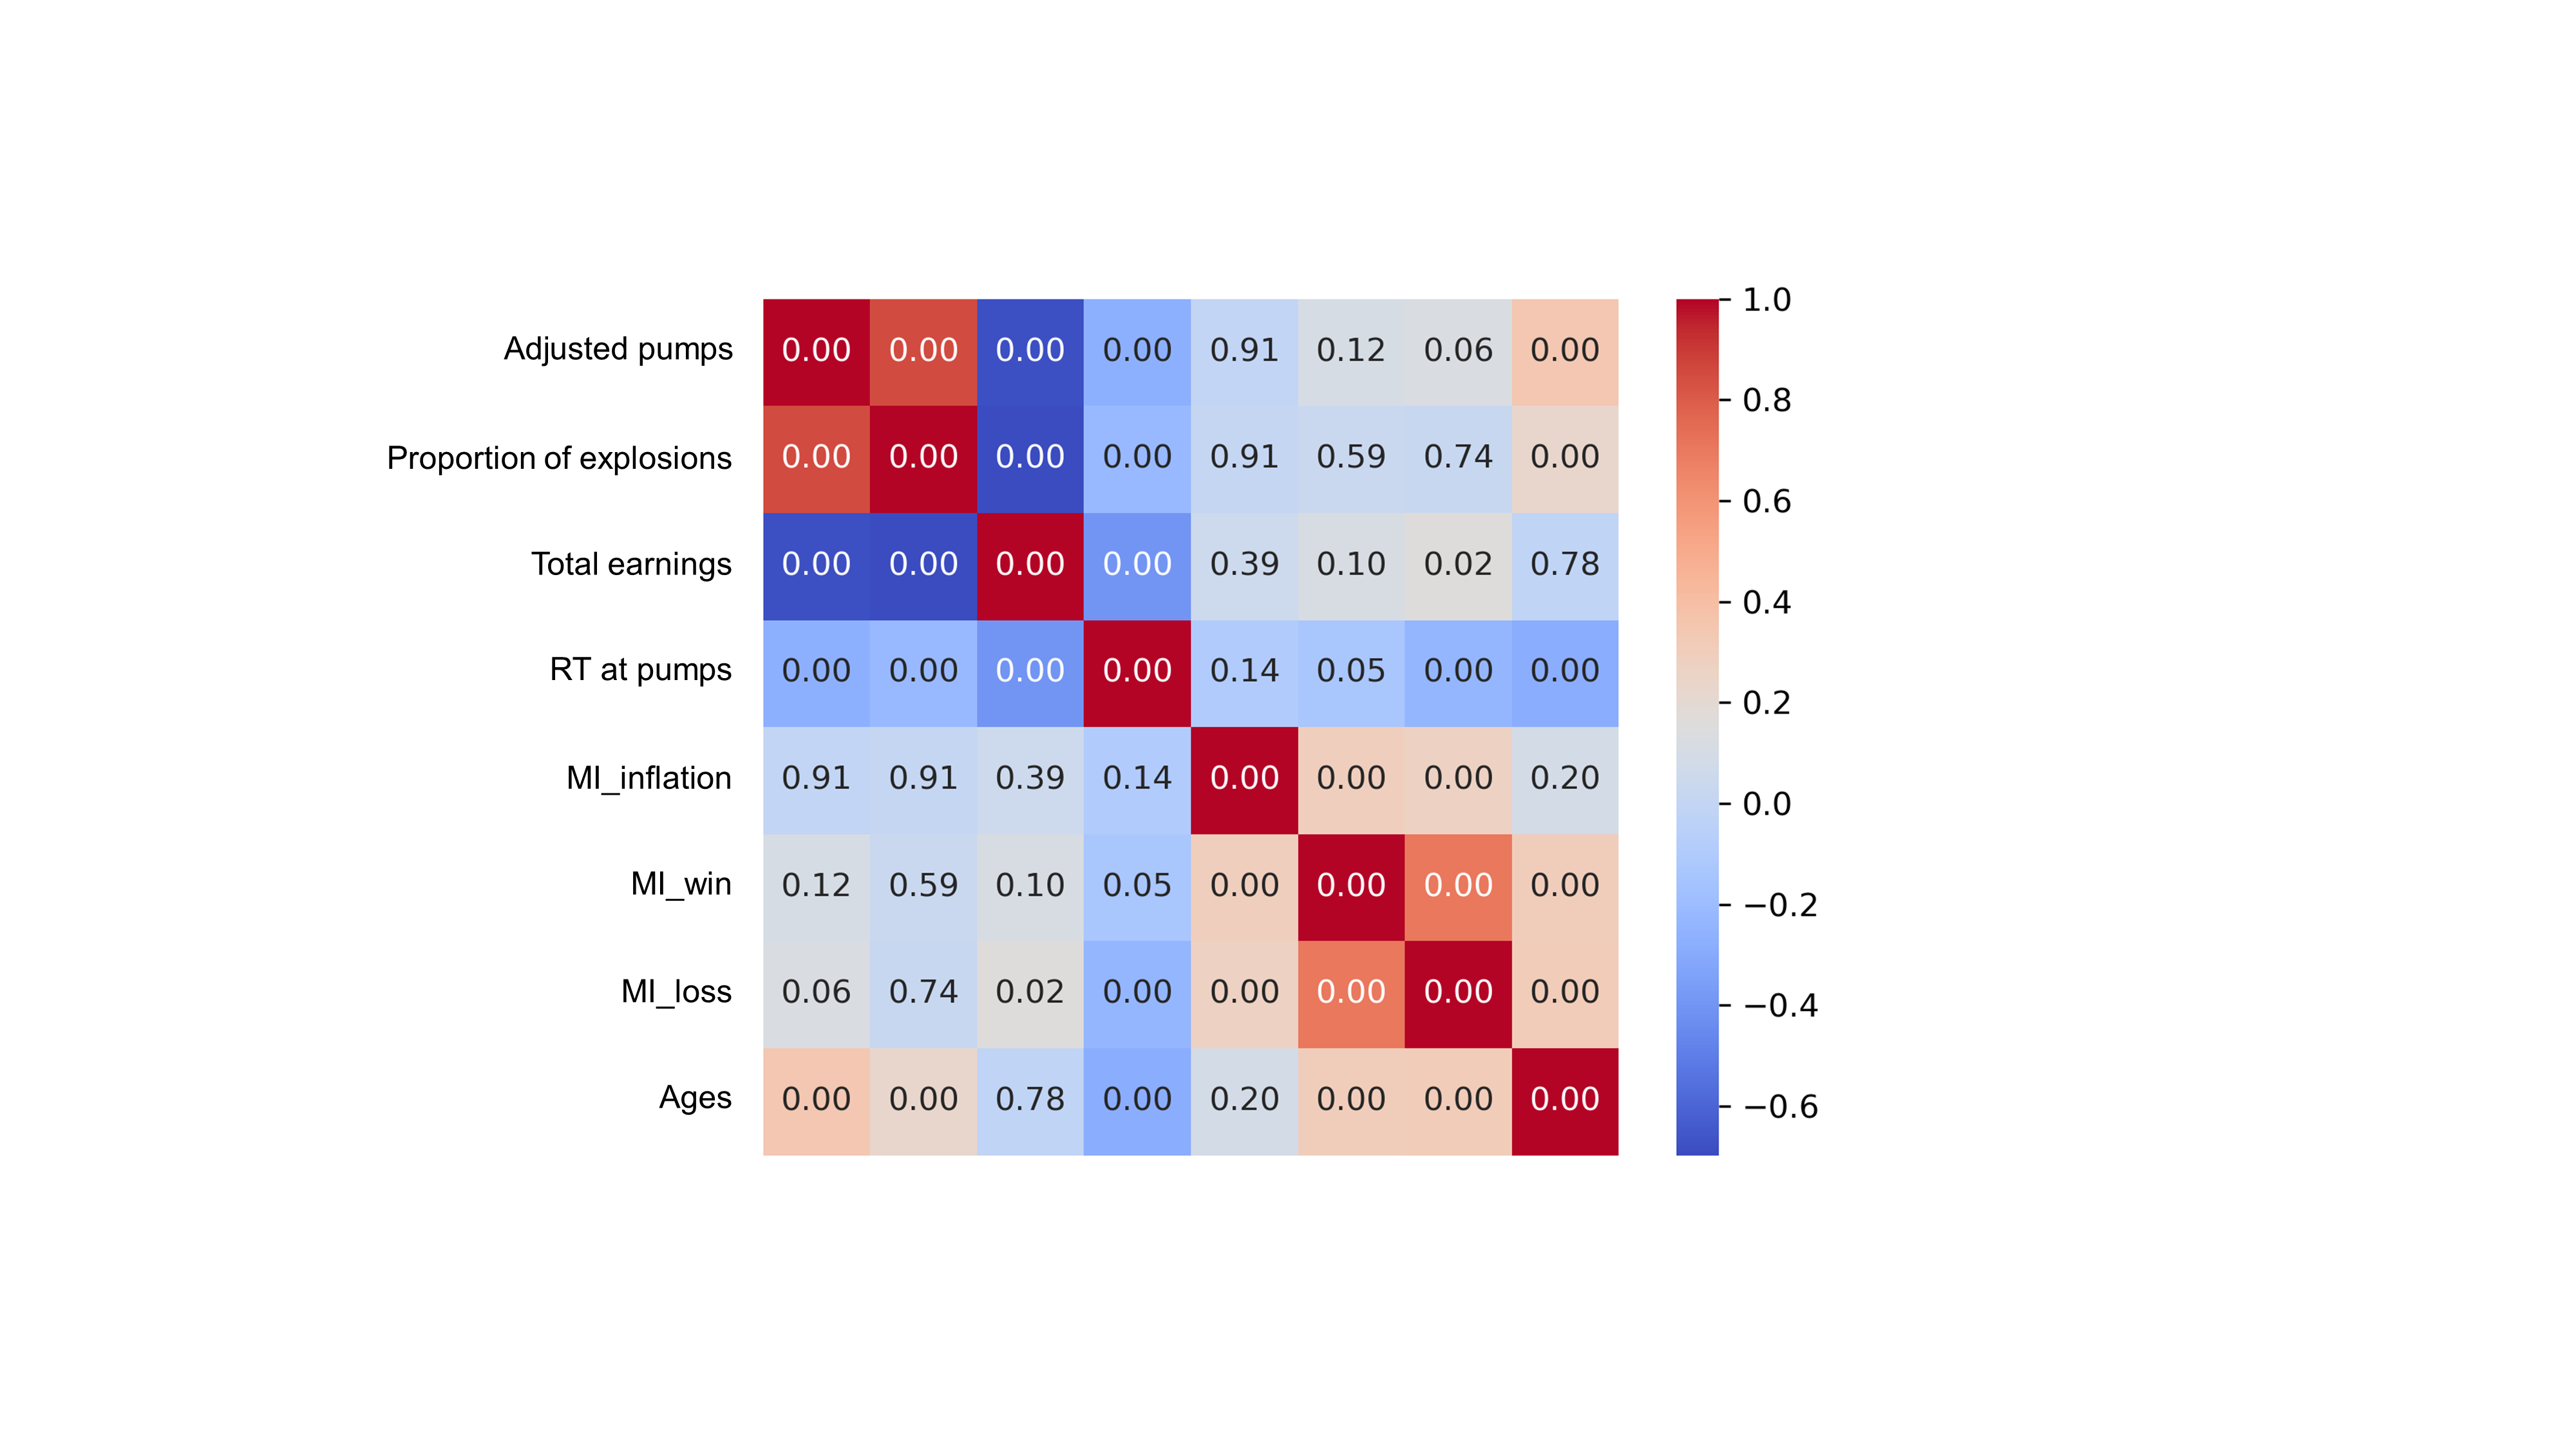 Adjusted pumps 0.00 0.00 0.00 0.00 0.91 0.12 0.06 0.00
Proportion of explosions 0.00 0.00 0.00 0.00 0.91 0.59 0.74 0.00
Total earnings 0.00 0.00 0.00 0.00 0.39 0.10 0.02 0.78
RT at pumps 0.00 0.00 0.00 0.00 0.14 0.05 0.00 0.00
MI_inflation 0.91 0.91 0.39 0.14 0.00 0.00 0.00 0.20
MI_win 0.12 0.59 0.10 0.05 0.00 0.00 0.00 0.00
MI_loss 0.06 0.74 0.02 0.00 0.00 0.00 0.00 0.00
Ages 0.00 0.00 0.78 0.00 0.20 0.00 0.00 0.00
1.0
0.8
0.6
0.4
0.2
0.0
−0.2
−0.4
−0.6